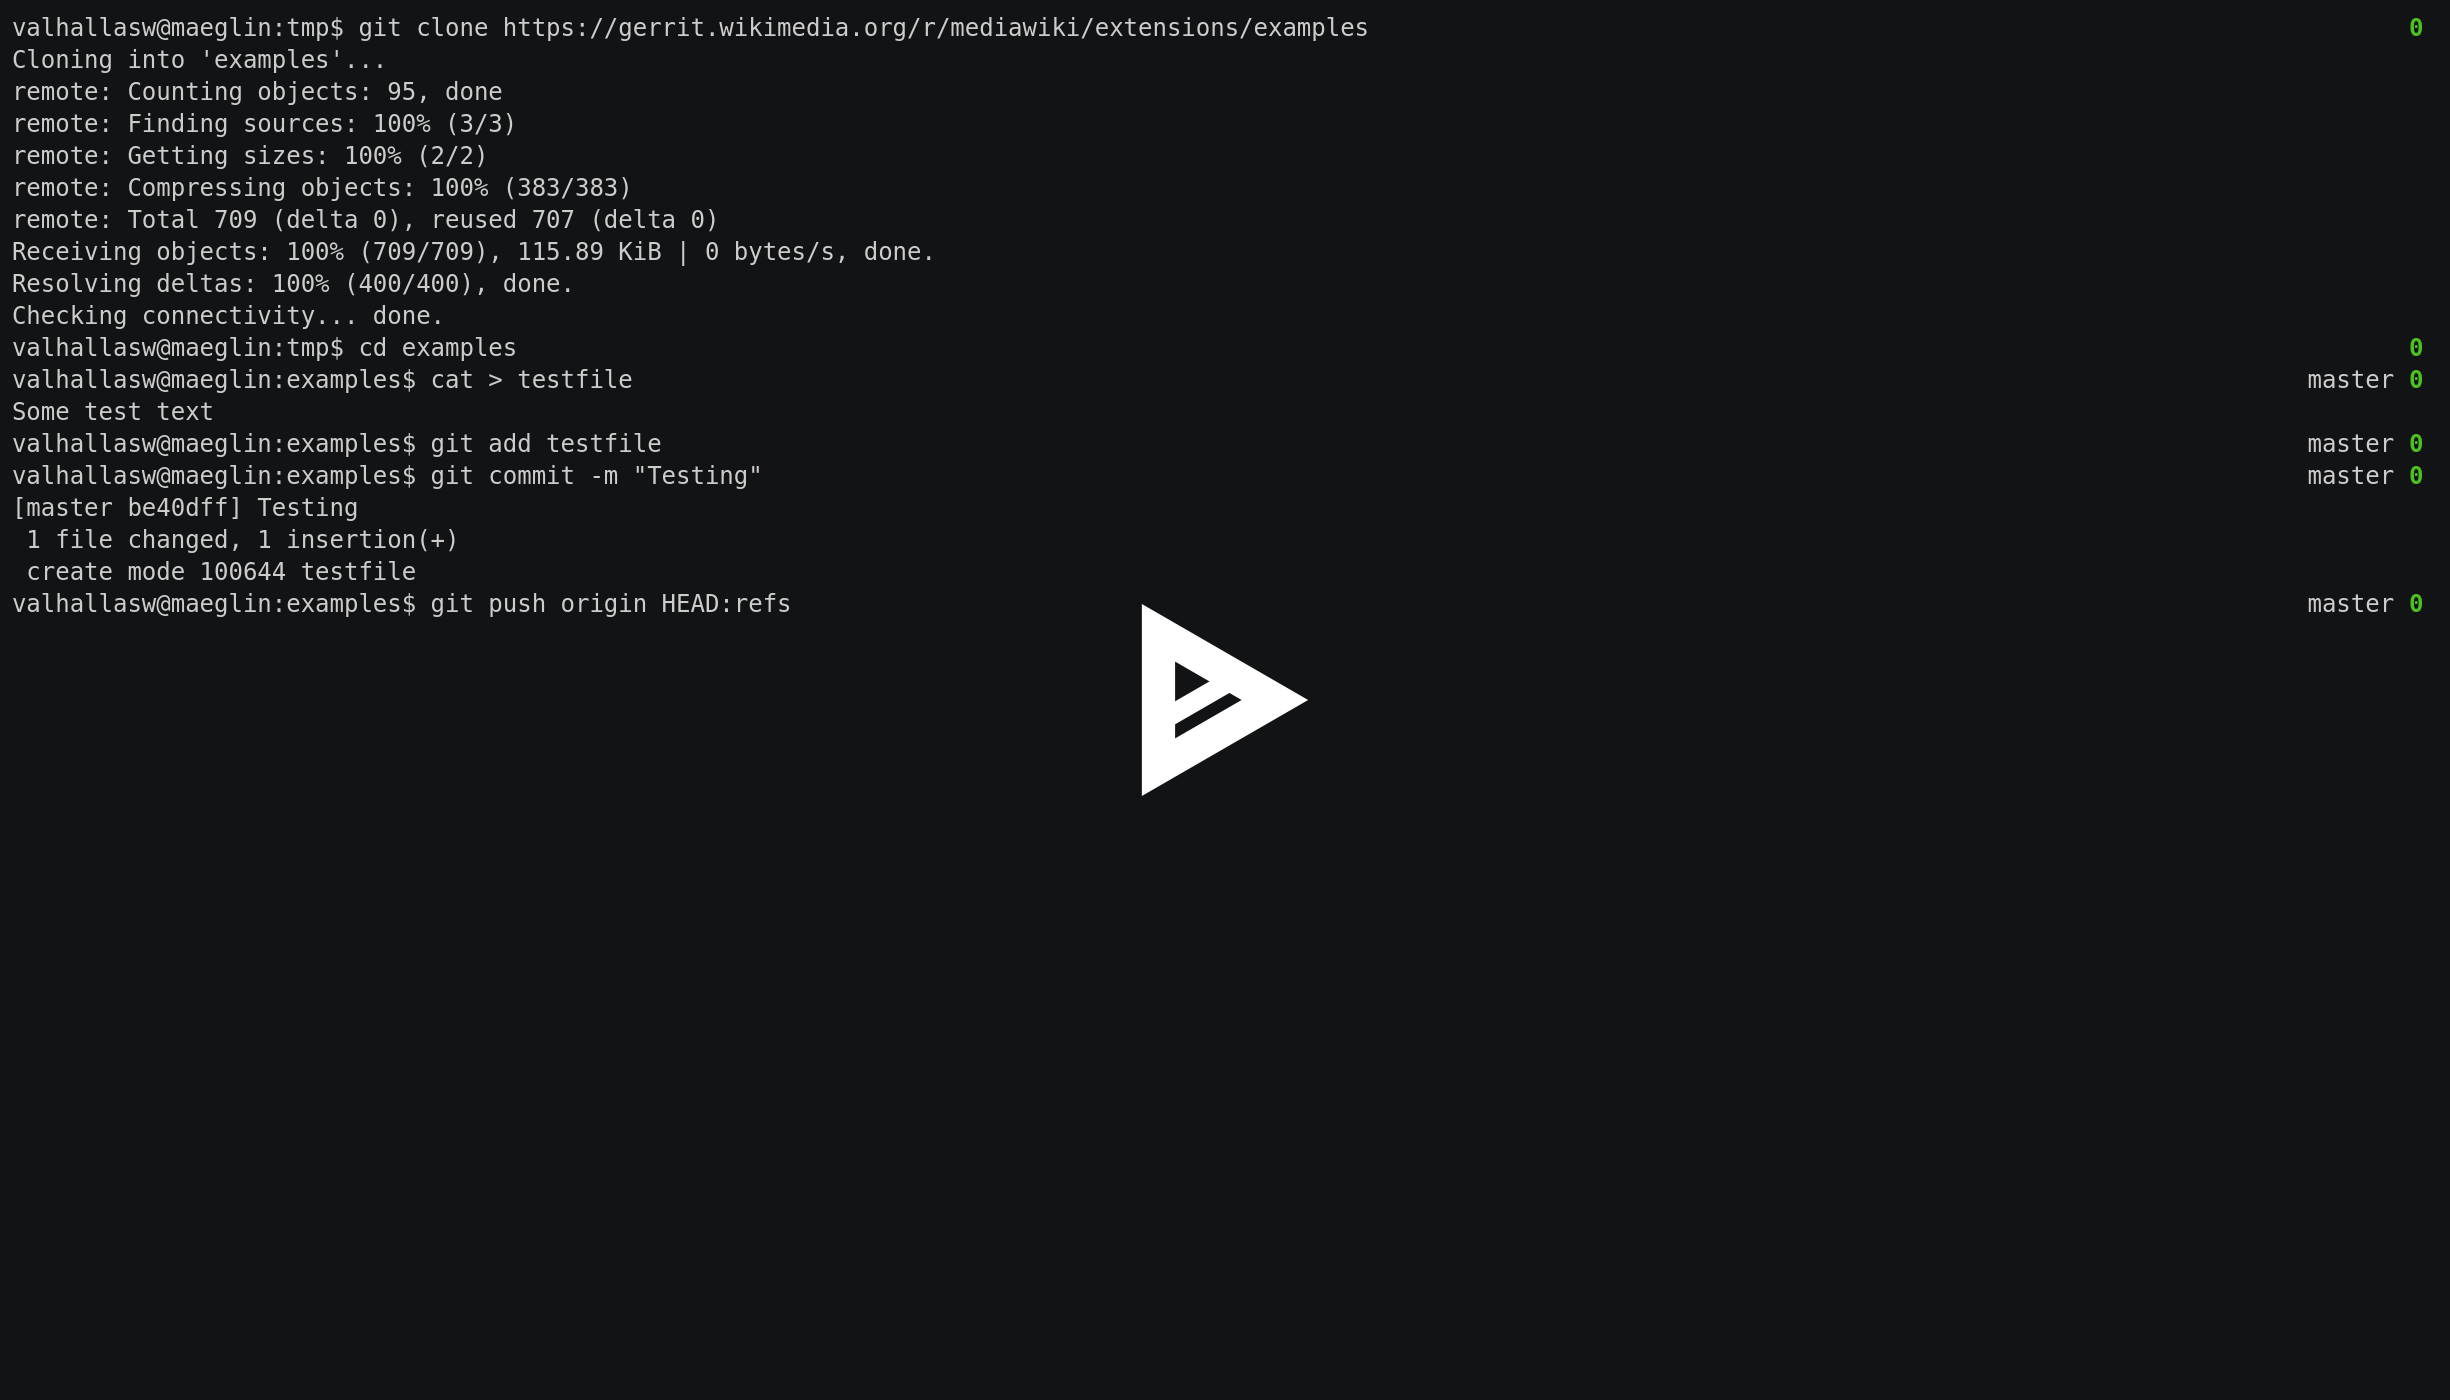 valhallasw@maeglin:tmp$ git clone https://gerrit.wikimedia.org/r/mediawiki/extensions/examples 0
Cloning into 'examples'...
remote: Counting objects: 95, done
remote: Finding sources: 100% (3/3)
remote: Getting sizes: 100% (2/2)
remote: Compressing objects: 100% (383/383)
remote: Total 709 (delta 0), reused 707 (delta 0)
Receiving objects: 100% (709/709), 115.89 KiB | 0 bytes/s, done.
Resolving deltas: 100% (400/400), done.
Checking connectivity... done.
valhallasw@maeglin:tmp$ cd examples 0
valhallasw@maeglin:examples$ cat > testfile master 0
Some test text
valhallasw@maeglin:examples$ git add testfile master 0
valhallasw@maeglin:examples$ git commit -m "Testing" master 0
[master be40dff] Testing
 1 file changed, 1 insertion(+)
 create mode 100644 testfile
valhallasw@maeglin:examples$ git push origin HEAD:refs master 0